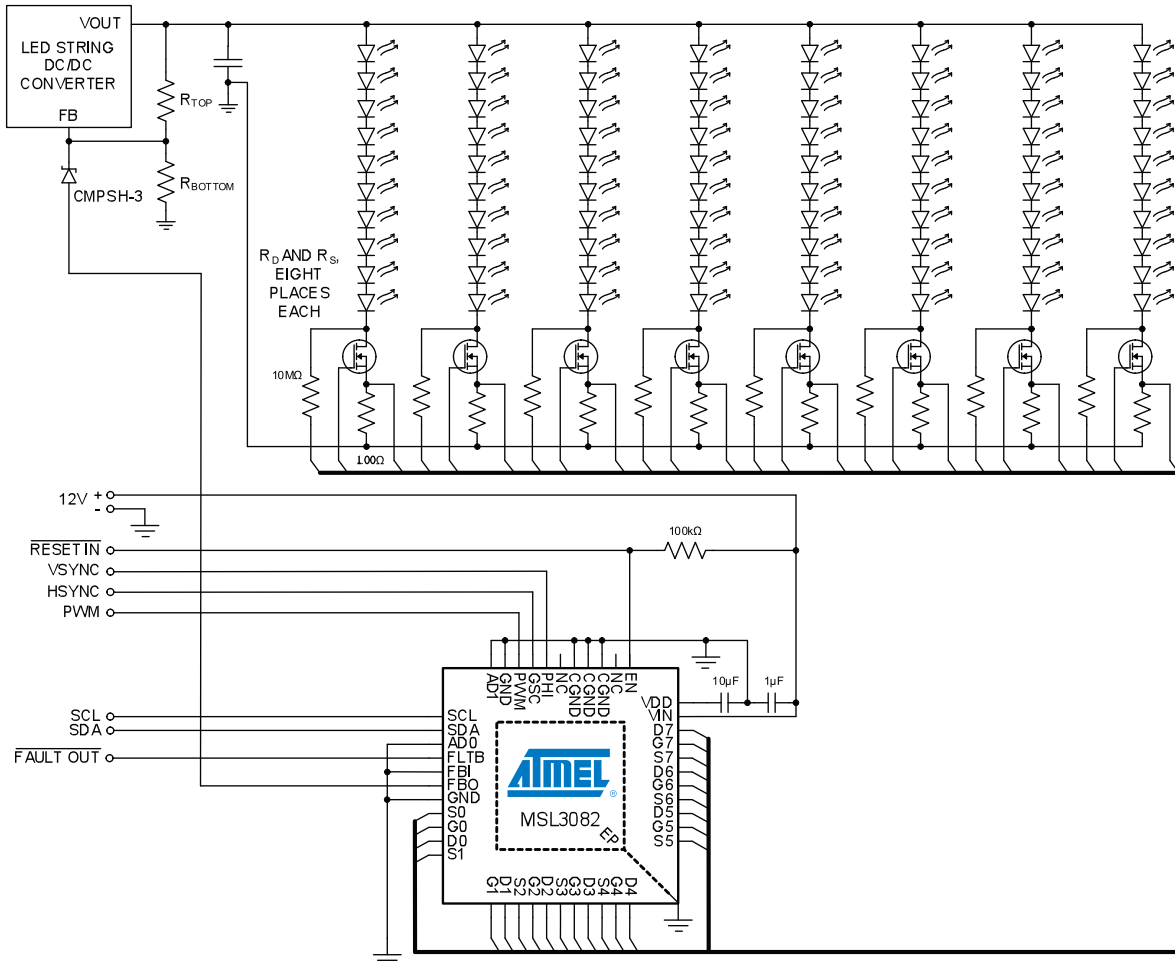 VOUT
LED STRING
DC/DC
CONVERTER
FB
RTOP
RBOTTOM
CMPSH-3
RD AND RS,
EIGHT
PLACES
EACH
10MΩ
1.00Ω
12V +
-
RESET IN
VSYNC
HSYNC
PWM
100kΩ
AD1
GND
PWM
GSC
PHI
NC
CGND
CGND
CGND
NC
EN
10µF
1µF
SCL
SDA
FAULT OUT
SCL
SDA
AD0
FLTB
FBI
FBO
GND
S0
G0
D0
S1
VDD
VIN
D7
G7
S7
D6
G6
S6
D5
G5
S5
ATMEL
®
MSL3082
EP
G1
D1
S2
G2
D2
S3
G3
D3
S4
G4
D4